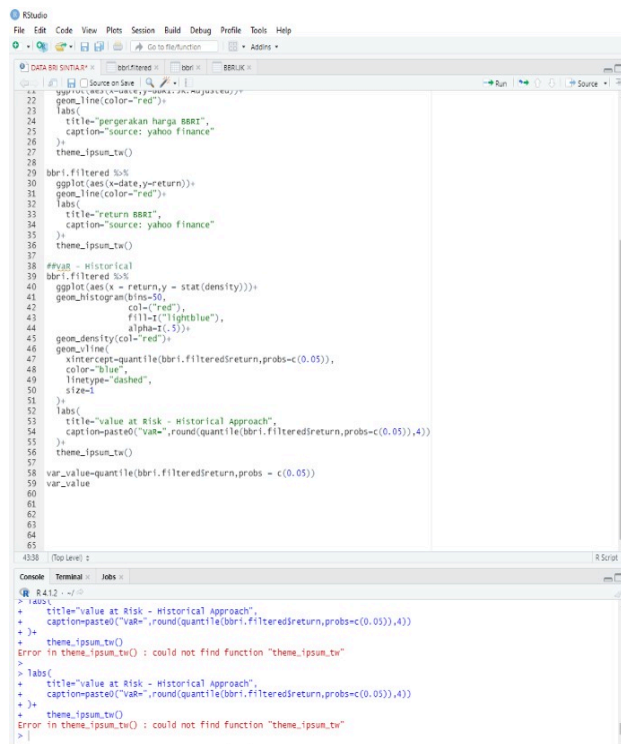 RStudio
File Edit Code View Plots Session Build Debug Profile Tools Help
Go to file/function Addins
DATA BRI SINTIA.R* bbri.filtered bbri BBRI.JK
Source on Save Run Source
22 geom_line(color="red")+
23 labs(
24 title="pergerakan harga BBRI",
25 caption="source: yahoo finance"
26 )+
27 theme_ipsum_tw()
28
29 bbri.filtered %>%
30 ggplot(aes(x=date,y=return))+
31 geom_line(color="red")+
32 labs(
33 title="return BBRI",
34 caption="source: yahoo finance"
35 )+
36 theme_ipsum_tw()
37
38 ##VaR - Historical
39 bbri.filtered %>%
40 ggplot(aes(x = return,y = stat(density)))+
41 geom_histogram(bins=50,
42 col=("red"),
43 fill=I("lightblue"),
44 alpha=I(.5))+
45 geom_density(col="red")+
46 geom_vline(
47 xintercept=quantile(bbri.filtered$return,probs=c(0.05)),
48 color="blue",
49 linetype="dashed",
50 size=1
51 )+
52 labs(
53 title="value at Risk - Historical Approach",
54 caption=paste0("VaR=",round(quantile(bbri.filtered$return,probs=c(0.05)),4))
55 )+
56 theme_ipsum_tw()
57
58 var_value=quantile(bbri.filtered$return,probs = c(0.05))
59 var_value
60
61
62
63
64
65
43:38 (Top Level) R Script
Console Terminal Jobs
R 4.1.2 · ~/
> labs(
+ title="value at Risk - Historical Approach",
+ caption=paste0("VaR=",round(quantile(bbri.filtered$return,probs=c(0.05)),4))
+ )+
+ theme_ipsum_tw()
Error in theme_ipsum_tw() : could not find function "theme_ipsum_tw"
>
> labs(
+ title="value at Risk - Historical Approach",
+ caption=paste0("VaR=",round(quantile(bbri.filtered$return,probs=c(0.05)),4))
+ )+
+ theme_ipsum_tw()
Error in theme_ipsum_tw() : could not find function "theme_ipsum_tw"
>